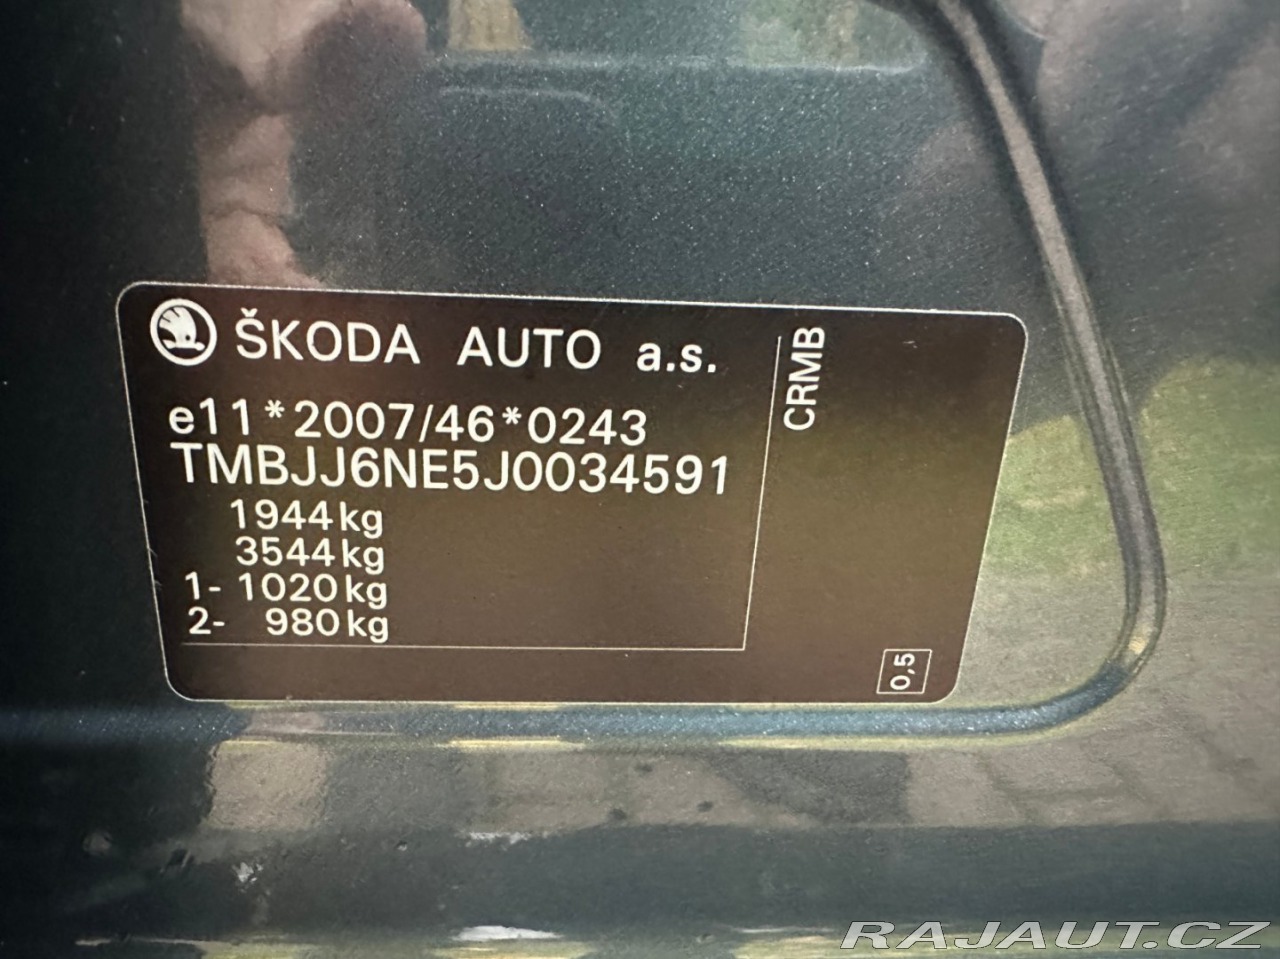 ŠKODA AUTO a.s.
e11*2007/46*0243
TMBJJ6NE5J0034591
1944kg
3544kg
1- 1020kg
2- 980kg
CRMB
0,5
RAJAUT.CZ